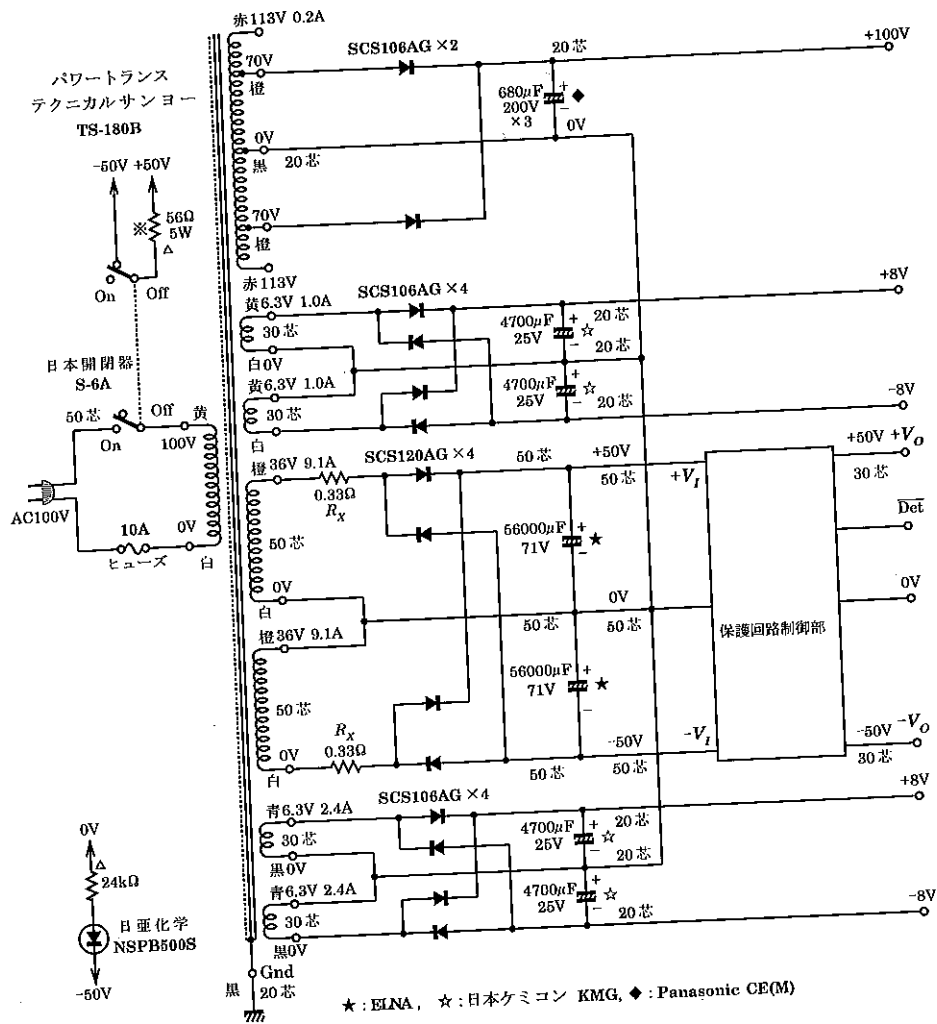 赤113V 0.2A
70V
橙
SCS106AG×2
20芯
+100V
パワートランス
テクニカルサンヨー
TS-180B
680μF
200V
×3
+
−
◆
0V
0V
黒
20芯
-50V +50V
※
56Ω
5W
△
On
Off
70V
橙
赤113V
黄6.3V 1.0A
SCS106AG×4
+8V
30芯
4700μF
25V
+
−
☆
20芯
20芯
白0V
日本開閉器
S-6A
黄6.3V 1.0A
4700μF
25V
+
−
☆
20芯
-8V
30芯
白
50芯
Off
On
黄
100V
橙36V 9.1A
SCS120AG×4
50芯
+50V
50芯
+VI
+50V +VO
30芯
0.33Ω
RX
AC100V
10A
ヒューズ
0V
白
50芯
56000μF
71V
+
−
★
Det
0V
白
0V
0V
50芯
50芯
保護回路制御部
橙36V 9.1A
56000μF
71V
+
−
★
50芯
RX
0.33Ω
0V
白
-50V
50芯
50芯
-VI
-50V -VO
30芯
青6.3V 2.4A
SCS106AG×4
+8V
30芯
4700μF
25V
+
−
☆
20芯
20芯
黒0V
0V
△
24kΩ
青6.3V 2.4A
4700μF
25V
+
−
☆
20芯
-8V
30芯
黒0V
日亜化学
NSPB500S
-50V
Gnd
黒
20芯
★:ELNA, ☆:日本ケミコン KMG, ◆:Panasonic CE(M)